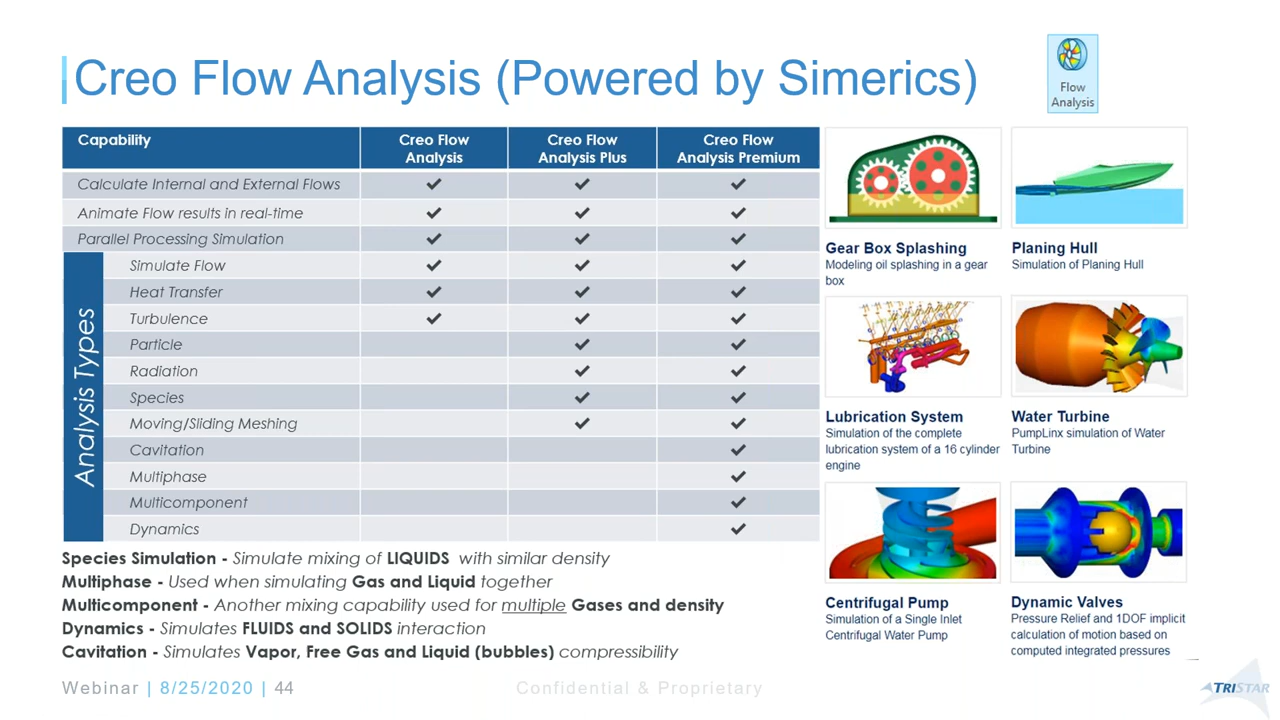 Creo Flow Analysis (Powered by Simerics)
Flow
Analysis
Capability
Creo Flow
Analysis
Creo Flow
Analysis Plus
Creo Flow
Analysis Premium
Calculate Internal and External Flows ✔ ✔ ✔
Animate Flow results in real-time ✔ ✔ ✔
Parallel Processing Simulation ✔ ✔ ✔
Analysis Types
Simulate Flow ✔ ✔ ✔
Heat Transfer ✔ ✔ ✔
Turbulence ✔ ✔ ✔
Particle ✔ ✔
Radiation ✔ ✔
Species ✔ ✔
Moving/Sliding Meshing ✔ ✔
Cavitation ✔
Multiphase ✔
Multicomponent ✔
Dynamics ✔
Species Simulation - Simulate mixing of LIQUIDS with similar density
Multiphase - Used when simulating Gas and Liquid together
Multicomponent - Another mixing capability used for multiple Gases and density
Dynamics - Simulates FLUIDS and SOLIDS interaction
Cavitation - Simulates Vapor, Free Gas and Liquid (bubbles) compressibility
Gear Box Splashing
Modeling oil splashing in a gear
box
Planing Hull
Simulation of Planing Hull
Lubrication System
Simulation of the complete
lubrication system of a 16 cylinder
engine
Water Turbine
PumpLinx simulation of Water
Turbine
Centrifugal Pump
Simulation of a Single Inlet
Centrifugal Water Pump
Dynamic Valves
Pressure Relief and 1DOF implicit
calculation of motion based on
computed integrated pressures
Webinar | 8/25/2020 | 44
Confidential & Proprietary
TRISTAR